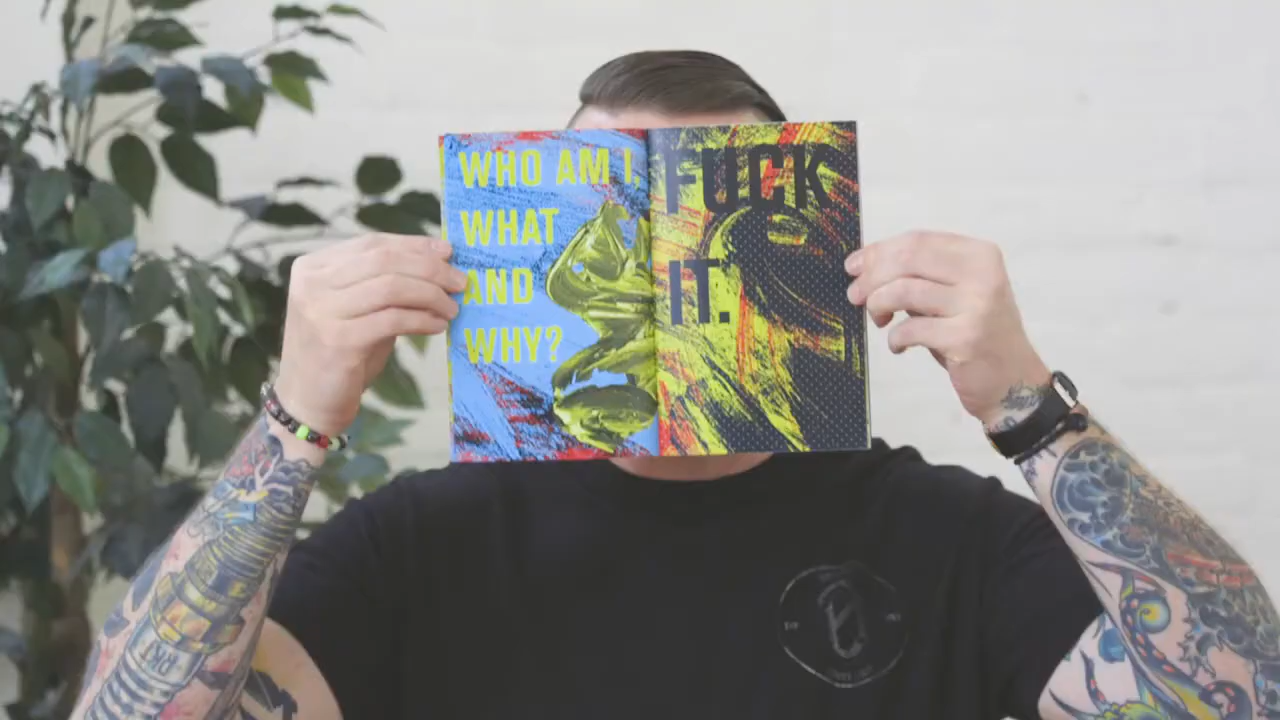 WHO AM I,
WHAT
AND
WHY?
FUCK
IT.